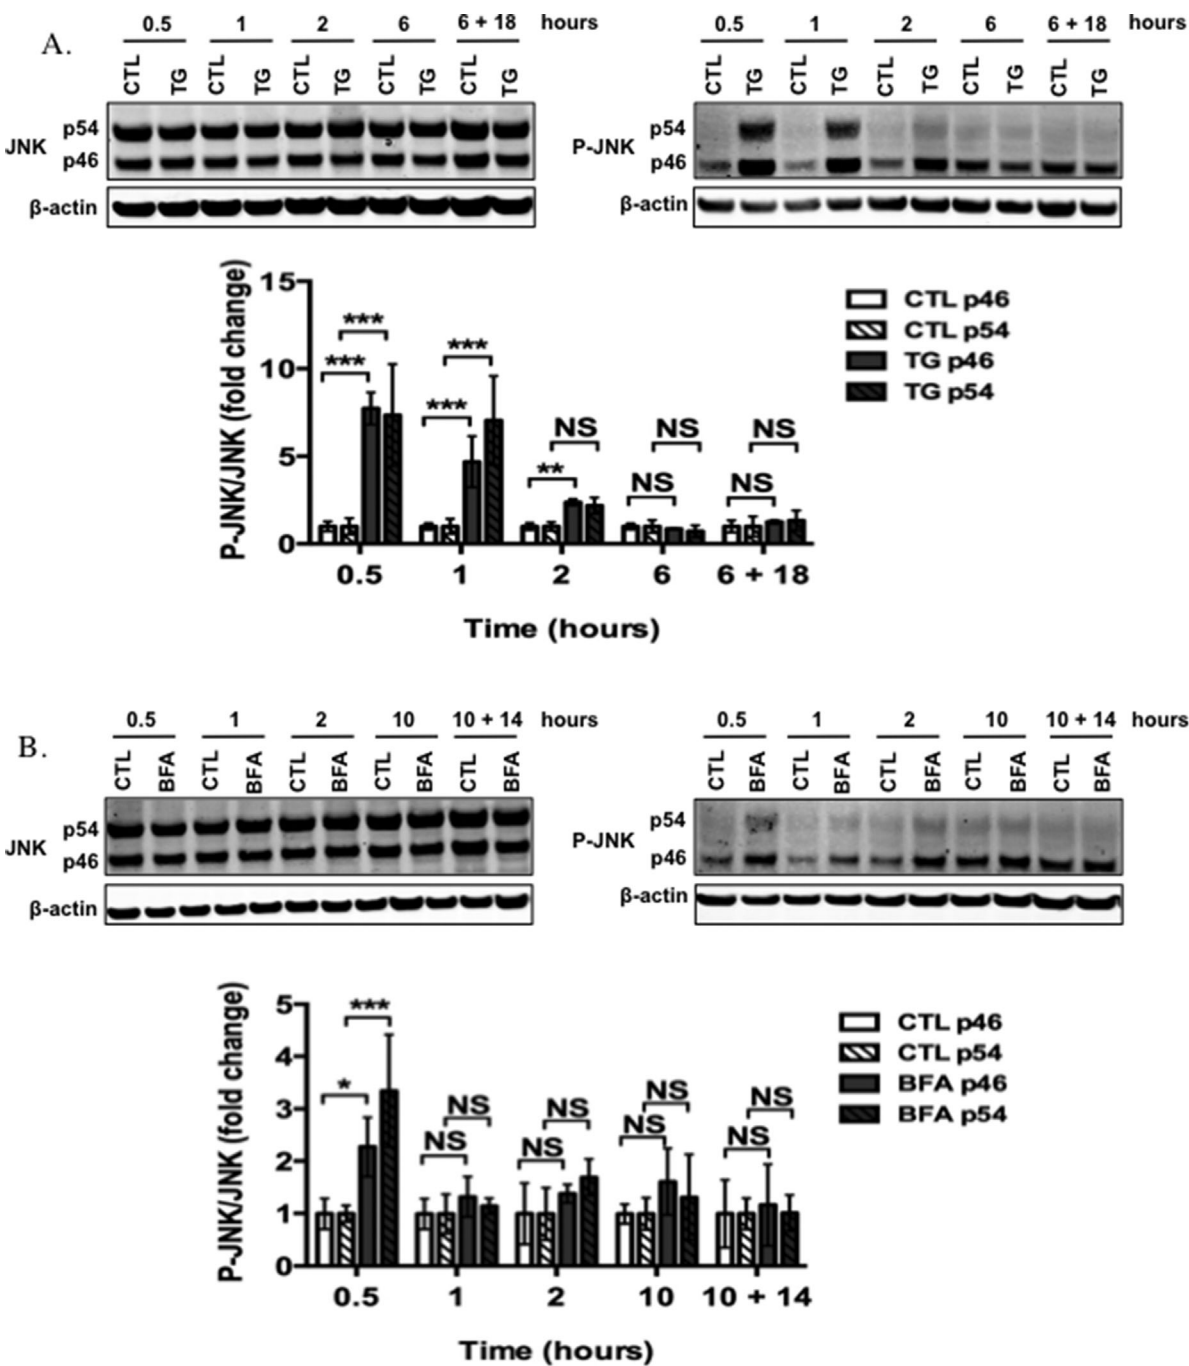 A.
0.5 1 2 6 6 + 18 hours
CTL TG CTL TG CTL TG CTL TG CTL TG
JNK
p54
p46
β-actin
0.5 1 2 6 6 + 18 hours
CTL TG CTL TG CTL TG CTL TG CTL TG
P-JNK
p54
p46
β-actin
P-JNK/JNK (fold change)
15
10
5
0
*** ***
*** ***
** NS
NS NS
NS NS
0.5 1 2 6 6 + 18
Time (hours)
CTL p46
CTL p54
TG p46
TG p54
B.
0.5 1 2 10 10 + 14 hours
CTL BFA CTL BFA CTL BFA CTL BFA CTL BFA
JNK
p54
p46
β-actin
0.5 1 2 10 10 + 14 hours
CTL BFA CTL BFA CTL BFA CTL BFA CTL BFA
P-JNK
p54
p46
β-actin
P-JNK/JNK (fold change)
5
4
3
2
1
0
* ***
NS NS
NS NS
NS NS
NS NS
0.5 1 2 10 10 + 14
Time (hours)
CTL p46
CTL p54
BFA p46
BFA p54